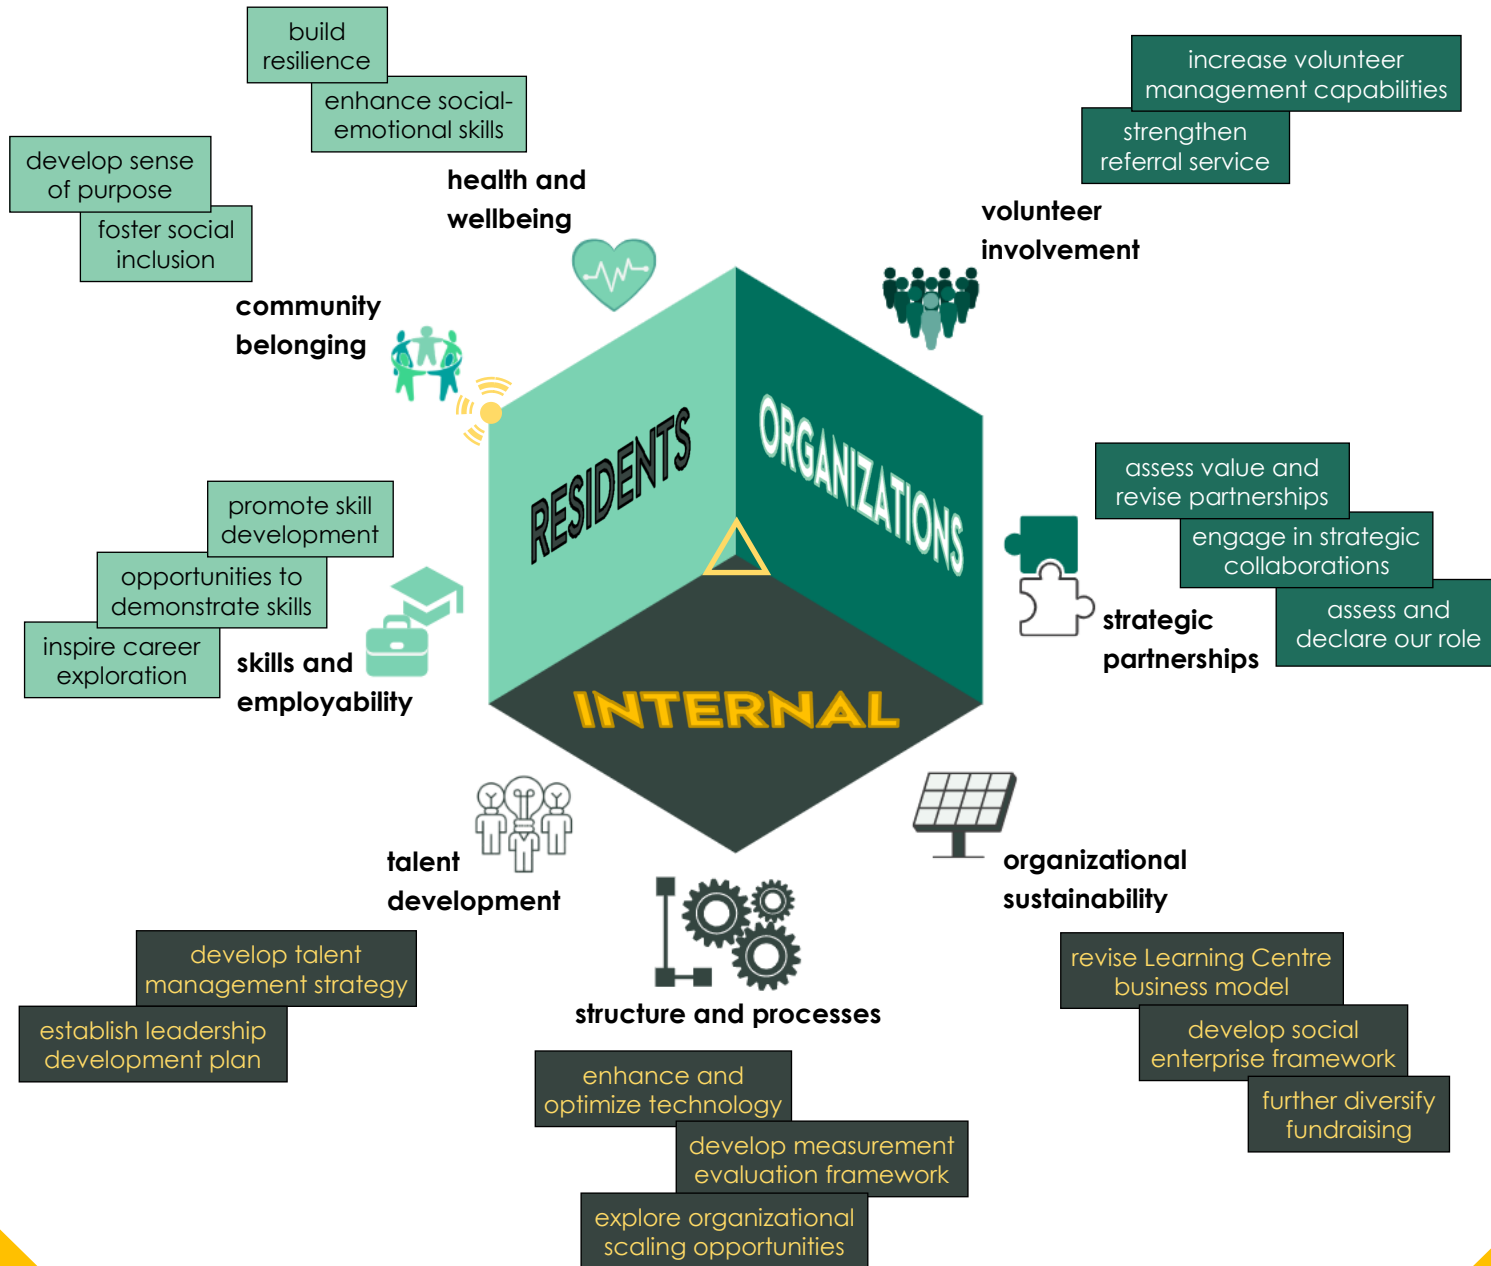 build
resilience
enhance social-
emotional skills
health and
wellbeing
develop sense
of purpose
foster social
inclusion
community
belonging
promote skill
development
opportunities to
demonstrate skills
inspire career
exploration
skills and
employability
RESIDENTS
increase volunteer
management capabilities
strengthen
referral service
volunteer
involvement
ORGANIZATIONS
assess value and
revise partnerships
engage in strategic
collaborations
assess and
declare our role
strategic
partnerships
INTERNAL
talent
development
develop talent
management strategy
establish leadership
development plan
structure and processes
enhance and
optimize technology
develop measurement
evaluation framework
explore organizational
scaling opportunities
organizational
sustainability
revise Learning Centre
business model
develop social
enterprise framework
further diversify
fundraising